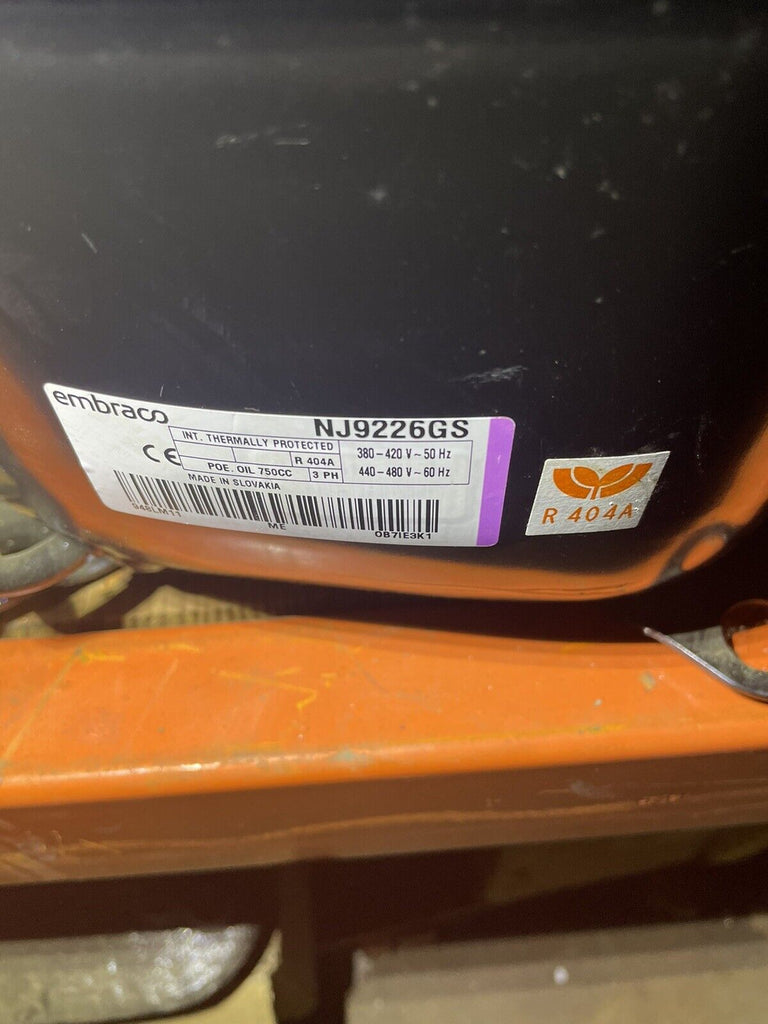 embraco
NJ9226GS
INT. THERMALLY PROTECTED
380-420 V ~ 50 Hz
R 404A
440-480 V ~ 60 Hz
POE. OIL 750CC
3 PH
MADE IN SLOVAKIA
CE
948LM11
ME
0B7IE3K1
R 404A